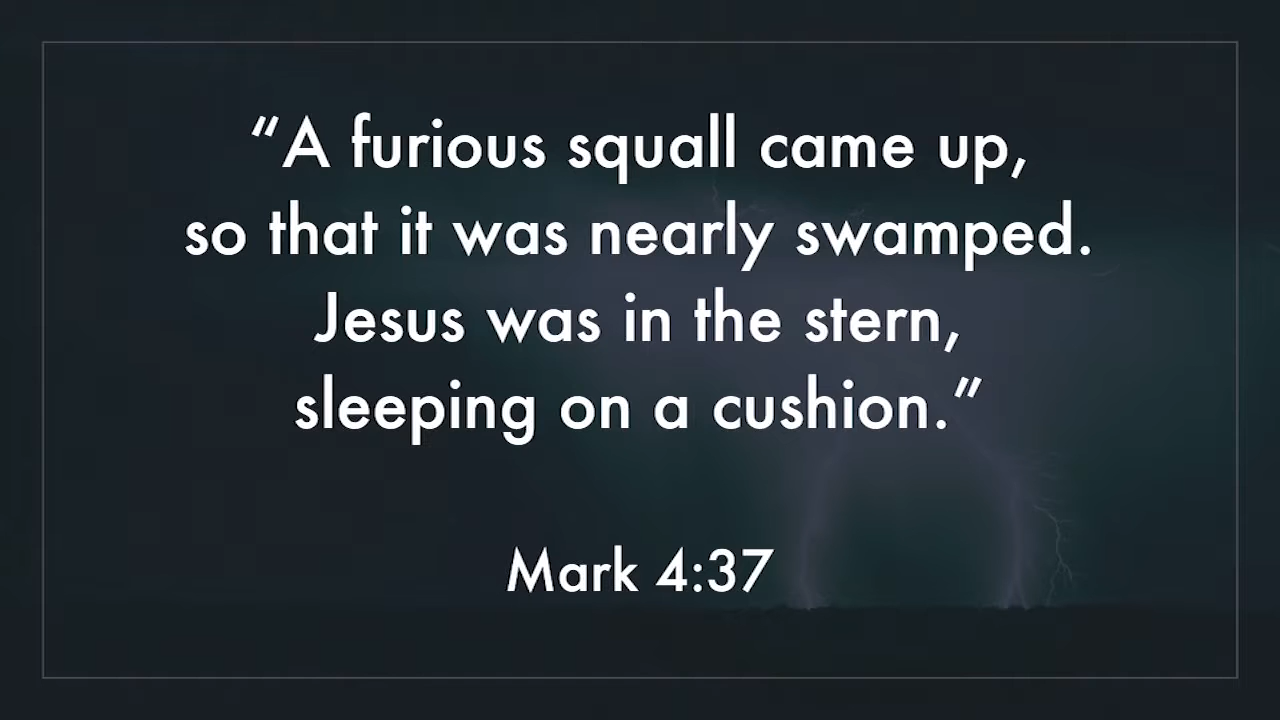 “A furious squall came up,
so that it was nearly swamped.
Jesus was in the stern,
sleeping on a cushion.”
Mark 4:37